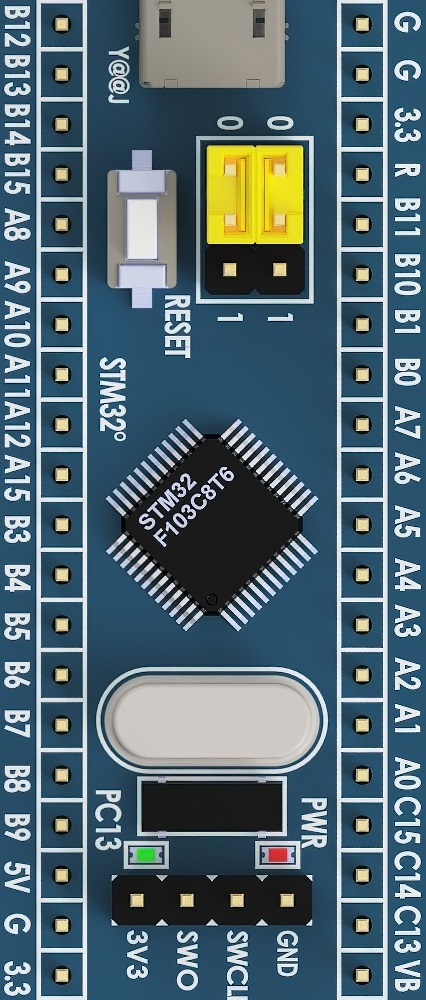 B12
B13
B14
B15
A8
A9
A10
A11
A12
A15
B3
B4
B5
B6
B7
B8
B9
5V
G
3.3
Y@@J
0 0
1 1
RESET
STM32°
STM32
F103C8T6
PC13
PWR
3V3
SWO
SWCL
GND
G
G
3.3
R
B11
B10
B1
B0
A7
A6
A5
A4
A3
A2
A1
A0
C15
C14
C13
VB